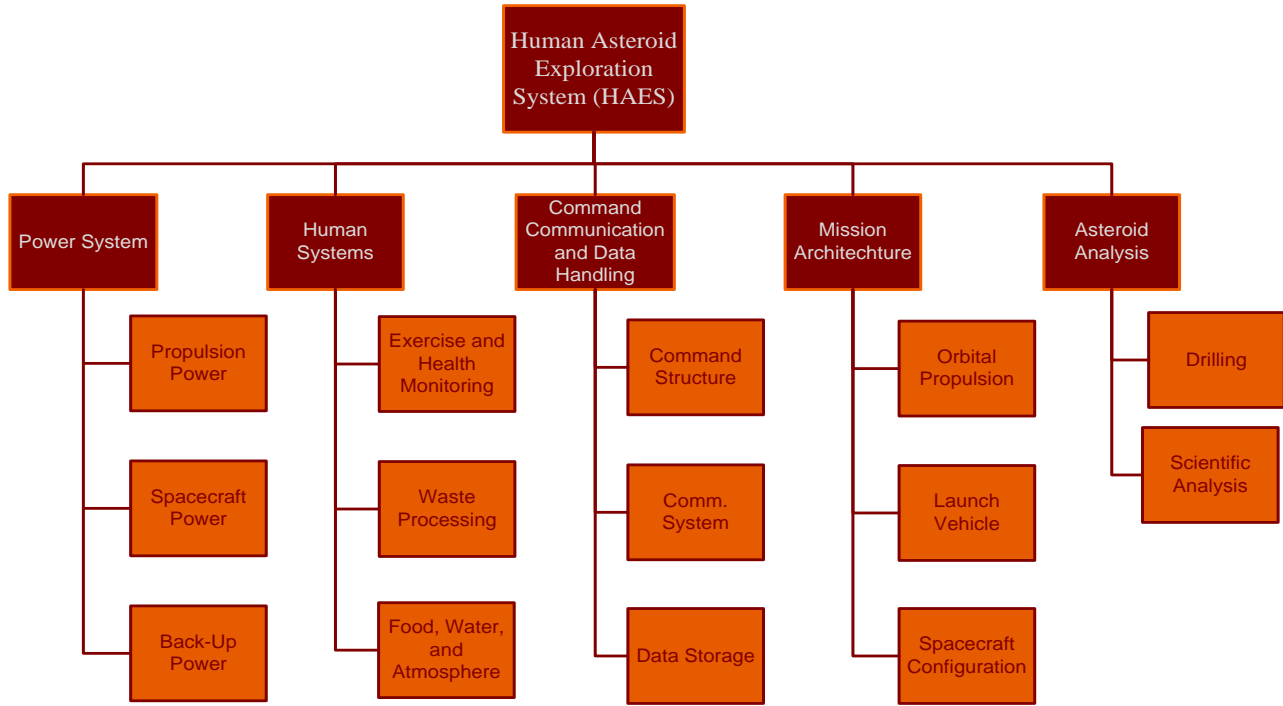 Human Asteroid
Exploration
System (HAES)
Power System
Human
Systems
Command
Communication
and Data
Handling
Mission
Architechture
Asteroid
Analysis
Propulsion
Power
Exercise and
Health
Monitoring
Command
Structure
Orbital
Propulsion
Drilling
Spacecraft
Power
Waste
Processing
Comm.
System
Launch
Vehicle
Scientific
Analysis
Back-Up
Power
Food, Water,
and
Atmosphere
Data Storage
Spacecraft
Configuration